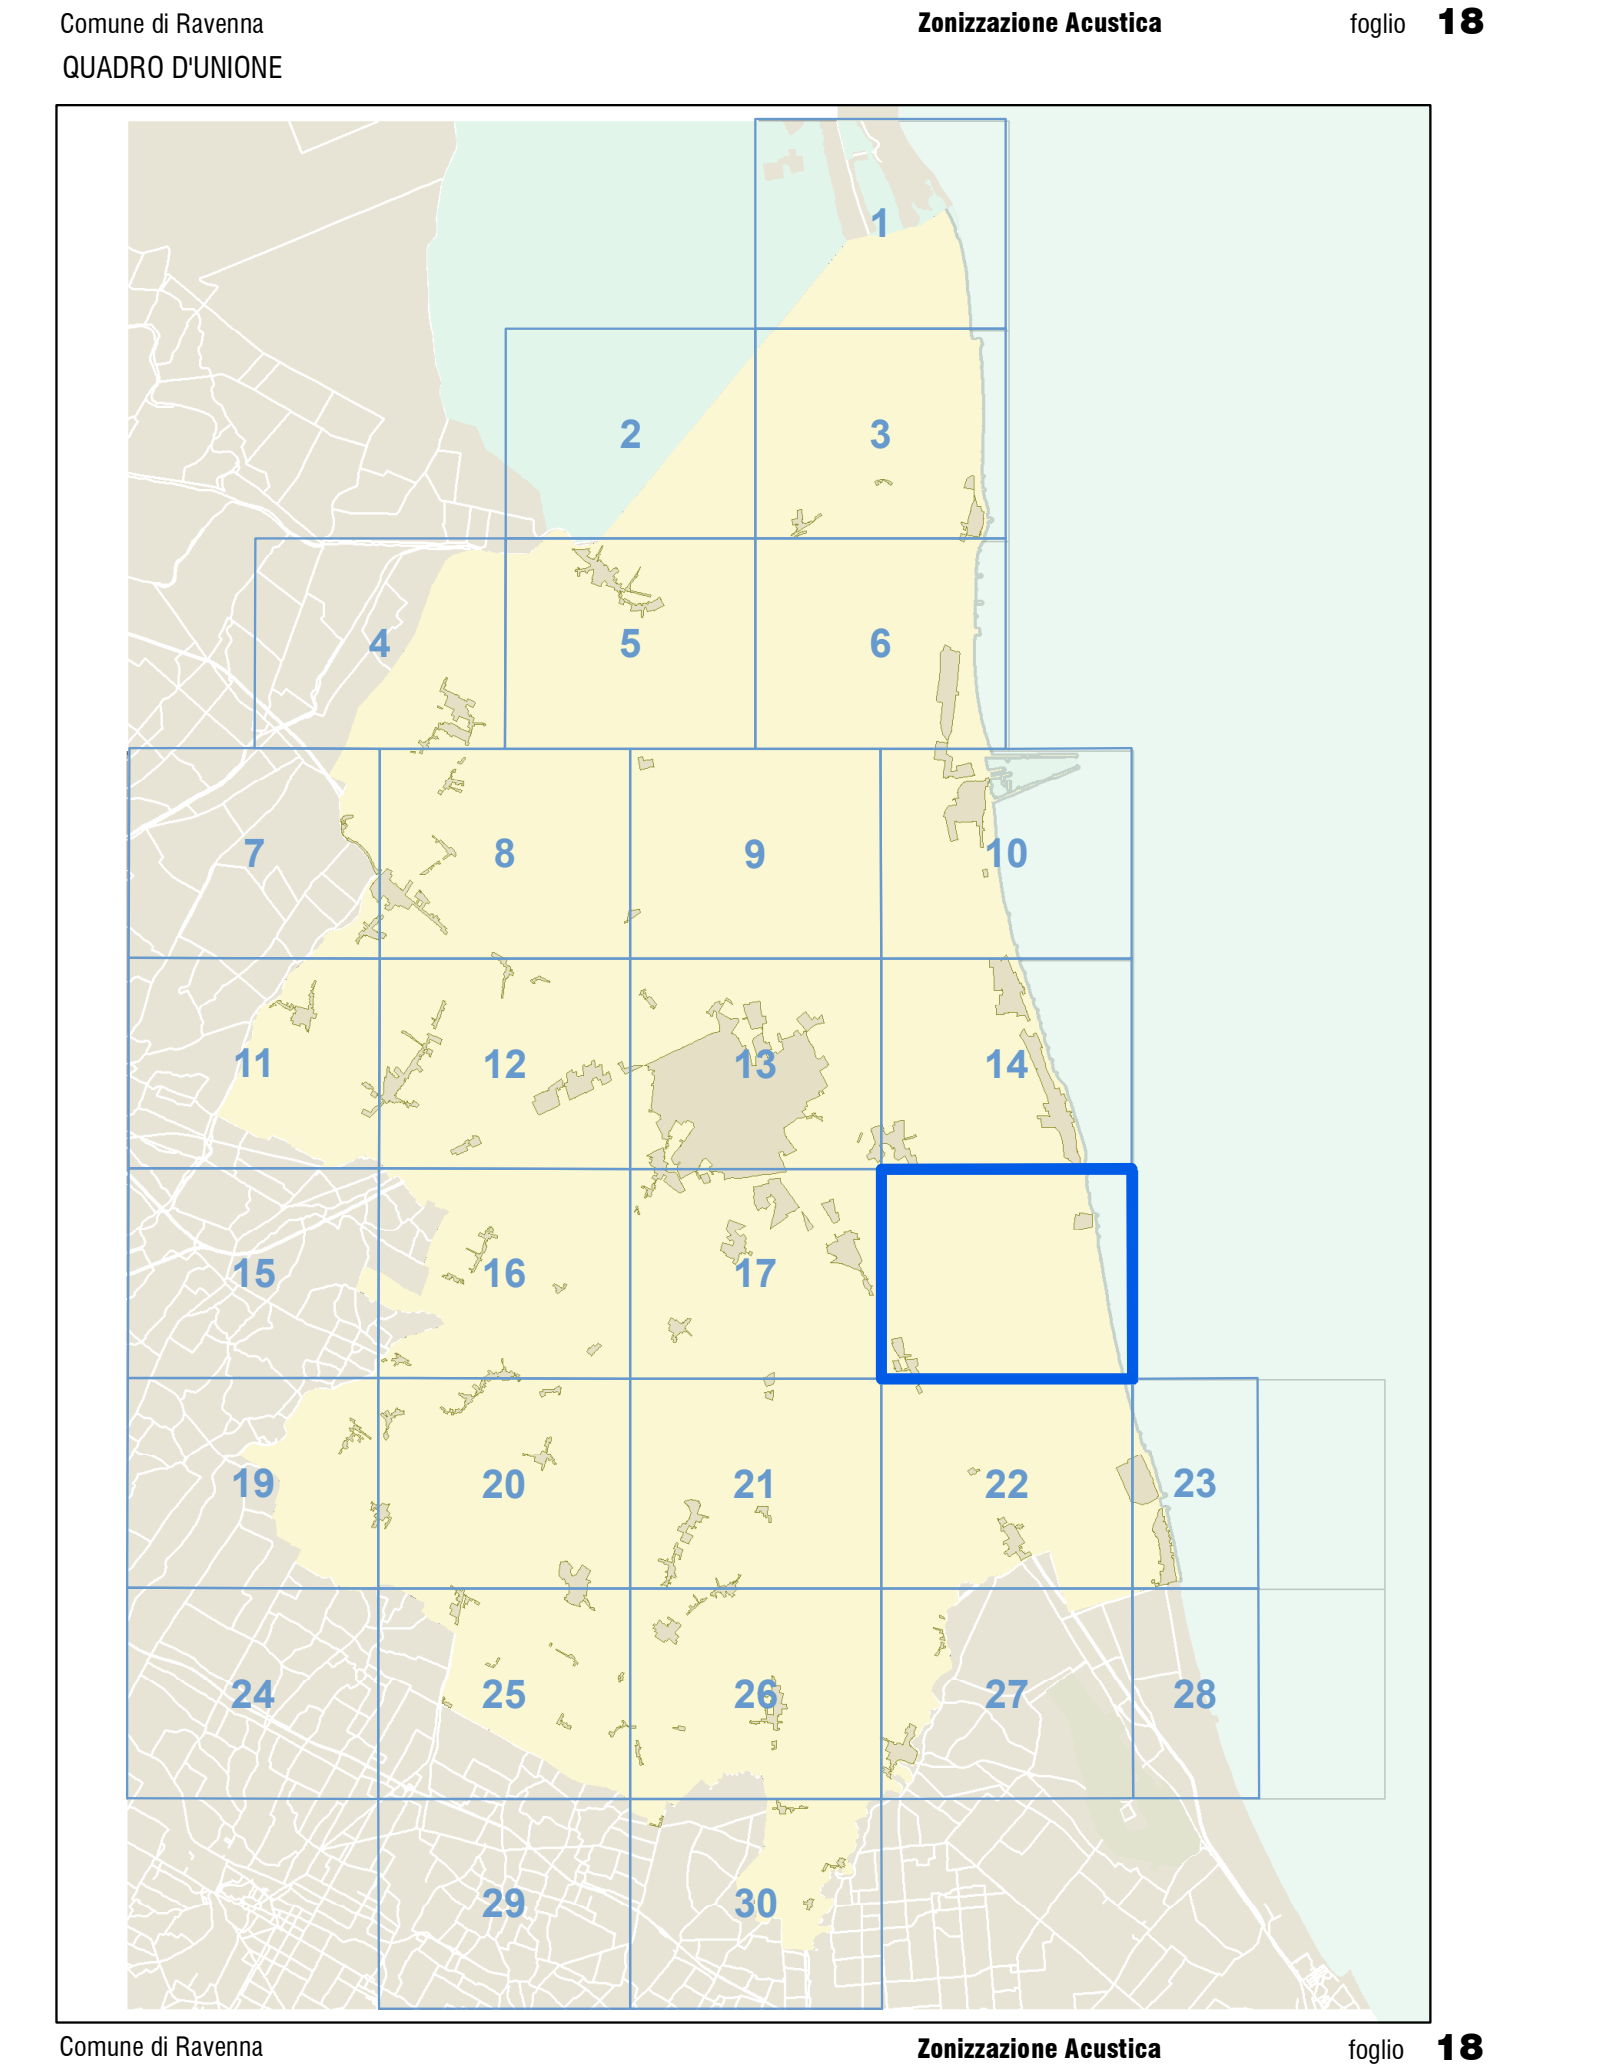 Comune di Ravenna Zonizzazione Acustica foglio 18
QUADRO D'UNIONE
1
2 3
4 5 6
7 8 9 10
11 12 13 14
15 16 17
19 20 21 22 23
24 25 26 27 28
29 30
Comune di Ravenna Zonizzazione Acustica foglio 18